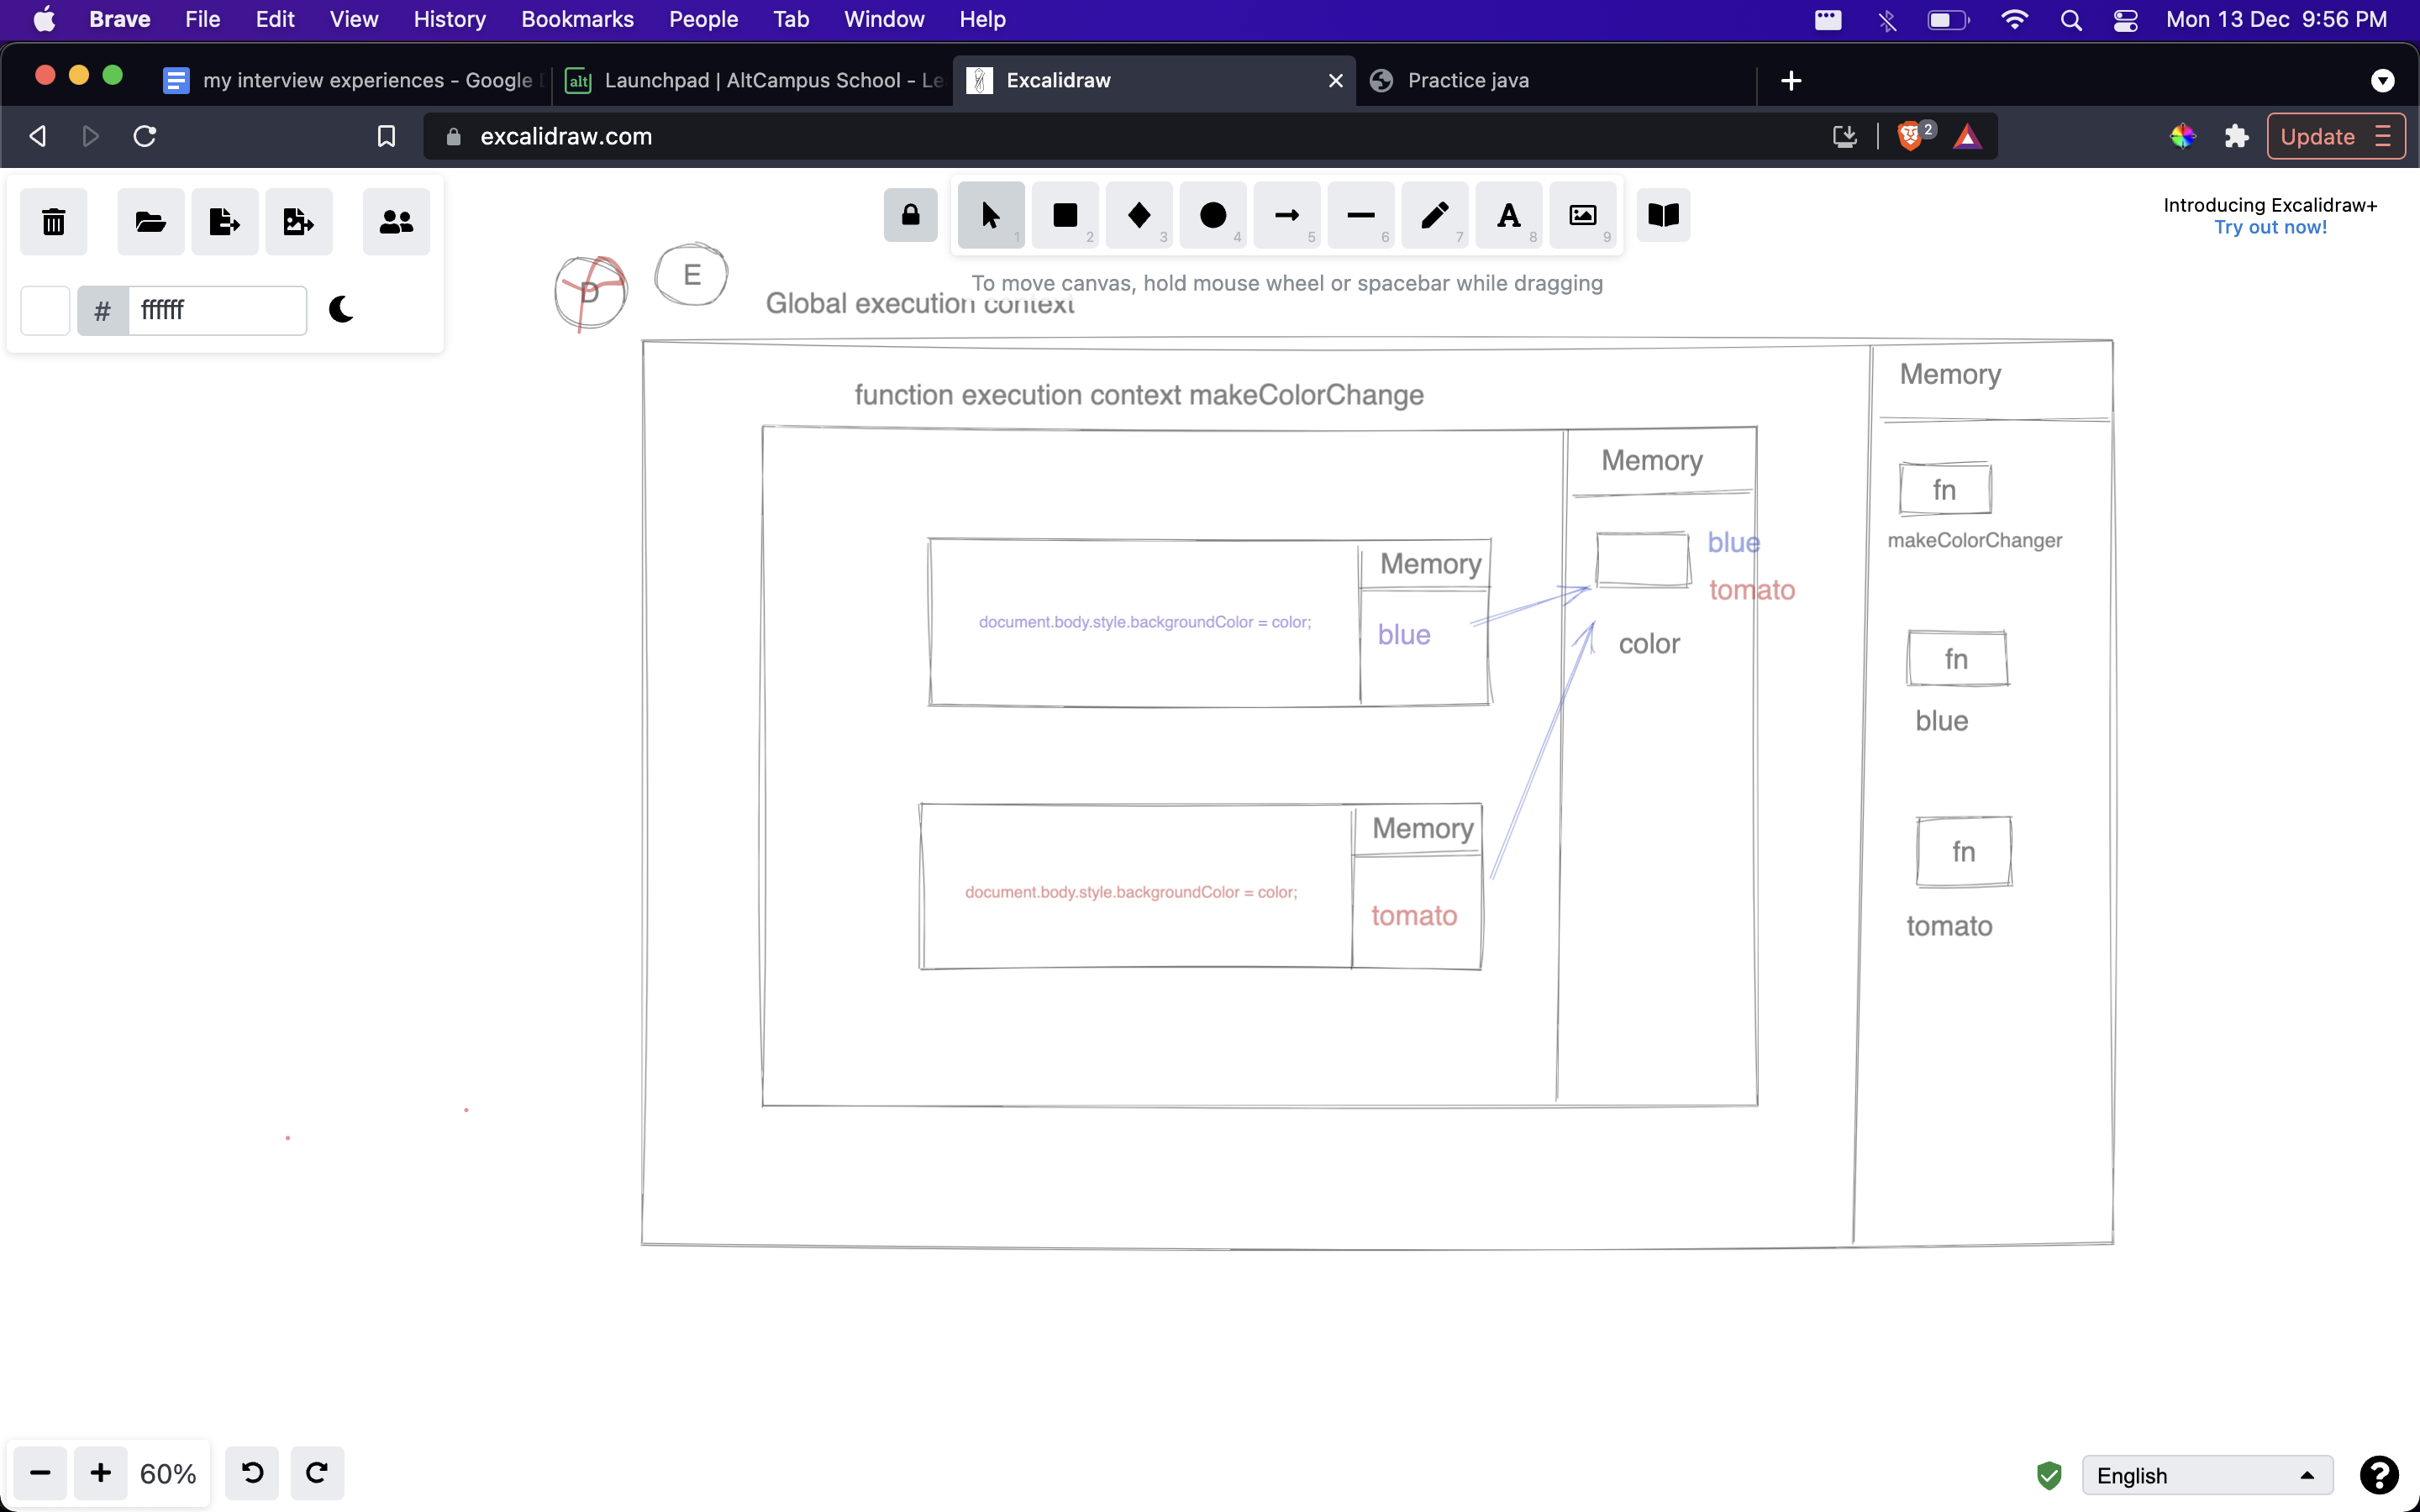 Brave File Edit View History Bookmarks People Tab Window Help Mon 13 Dec 9:56 PM
my interview experiences - Google
alt Launchpad | AltCampus School - Le
Excalidraw
Practice java
excalidraw.com
2
Update
1 2 3 4 5 6 7 A 8 9
Introducing Excalidraw+
Try out now!
# ffffff
To move canvas, hold mouse wheel or spacebar while dragging
D
E
Global execution context
Memory
function execution context makeColorChange
Memory
fn
makeColorChanger
blue
tomato
color
Memory
document.body.style.backgroundColor = color;
blue
fn
blue
Memory
document.body.style.backgroundColor = color;
tomato
fn
tomato
60%
English
?